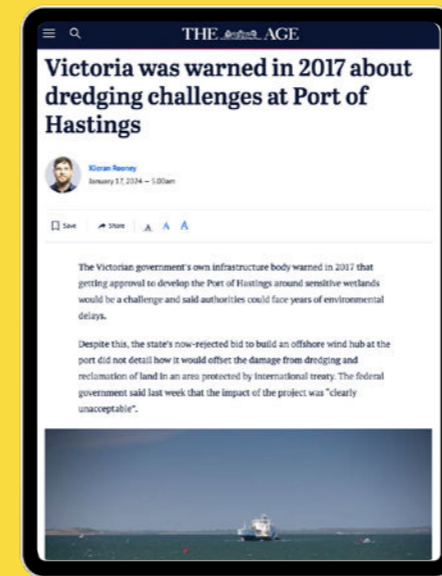 THE AGE
Victoria was warned in 2017 about
dredging challenges at Port of
Hastings
Kieran Rooney
January 17, 2024 — 5.00am
Save
Share
A A A
The Victorian government's own infrastructure body warned in 2017 that
getting approval to develop the Port of Hastings around sensitive wetlands
would be a challenge and said authorities could face years of environmental
delays.
Despite this, the state's now-rejected bid to build an offshore wind hub at the
port did not detail how it would offset the damage from dredging and
reclamation of land in an area protected by international treaty. The federal
government said last week that the impact of the project was "clearly
unacceptable".